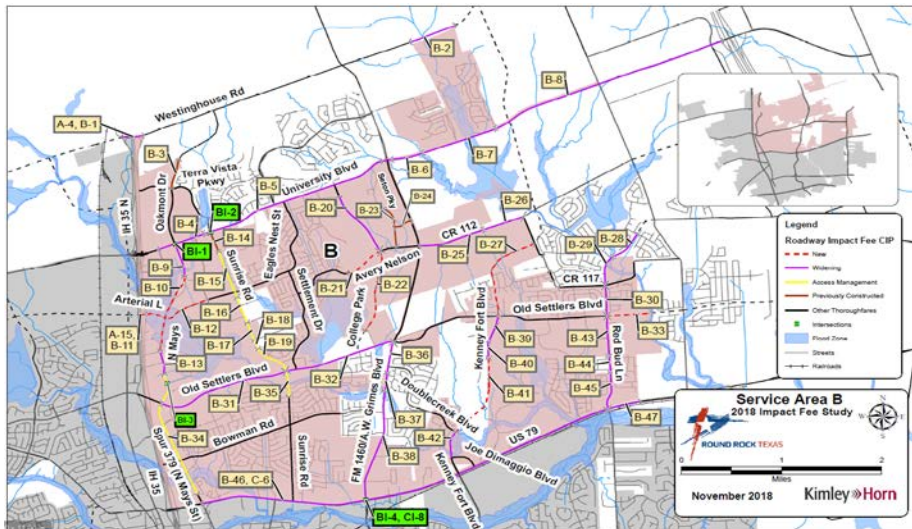 B-2
B-8
Westinghouse Rd
A-4, B-1
B-3
Terra Vista
Pkwy
B-7
B-6
B-5
University Blvd
Oakmont Dr
Seton Pky
B-24
IH 35 N
B-4
BI-2
B-20
B-23
B-26
B-14
Eagles Nest St
B
CR 112
B-27
B-29
B-28
BI-1
B-9
Sunrise Rd
B-15
Avery Nelson
B-25
CR 117
B-10
Settlement Dr
B-21
College Park
B-22
Kenney Fort Blvd
B-30
Arterial L
B-16
Old Settlers Blvd
B-12
B-18
B-33
A-15,
B-11
N Mays
B-17
B-19
B-36
B-39
B-43
Red Bud Ln
B-13
B-40
B-44
Old Settlers Blvd
B-32
B-31
B-35
B-41
B-45
Doublecreek Blvd
BI-3
B-37
B-47
B-34
Bowman Rd
B-42
US 79
FM 1460/A.W. Grimes Blvd
B-38
Joe Dimaggio Blvd
Spur 379 (N Mays St)
IH 35
B-46, C-6
Sunrise Rd
Kenney Fort Blvd
BI-4, CI-8
Legend
Roadway Impact Fee CIP
New
Widening
Access Management
Previously Constructed
Other Thoroughfares
Intersections
Flood Zone
Streets
Railroads
Service Area B
2018 Impact Fee Study
ROUND ROCK TEXAS
N
0 1 2
Miles
November 2018
Kimley Horn